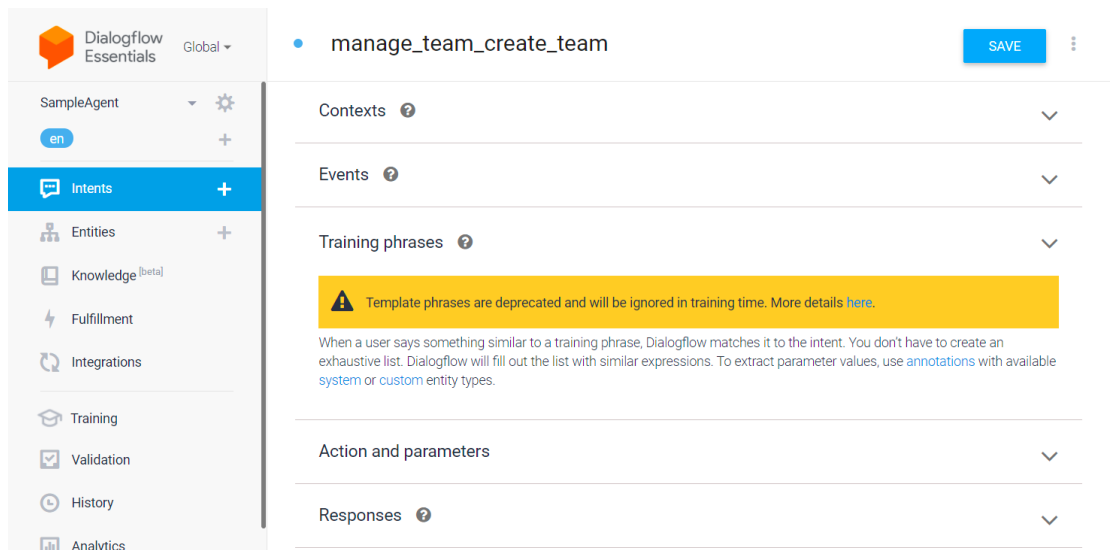 Dialogflow
Essentials
Global
SampleAgent
en
Intents
Entities
Knowledge [beta]
Fulfillment
Integrations
Training
Validation
History
Analytics
manage_team_create_team
SAVE
Contexts
Events
Training phrases
Template phrases are deprecated and will be ignored in training time. More details here.
When a user says something similar to a training phrase, Dialogflow matches it to the intent. You don't have to create an
exhaustive list. Dialogflow will fill out the list with similar expressions. To extract parameter values, use annotations with available
system or custom entity types.
Action and parameters
Responses